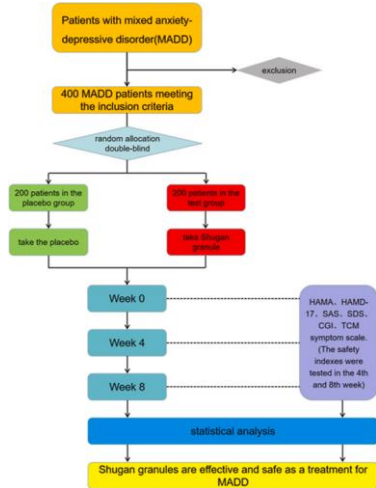 Patients with mixed anxiety-
depressive disorder(MADD)
exclusion
400 MADD patients meeting
the inclusion criteria
random allocation
double-blind
200 patients in the
placebo group
200 patients in the
test group
take the placebo
take Shugan
granule
Week 0
HAMA、HAMD-
17、SAS、SDS、
CGI、TCM
symptom scale.
(The safety
indexes were
tested in the 4th
and 8th week)
Week 4
Week 8
statistical analysis
Shugan granules are effective and safe as a treatment for
MADD